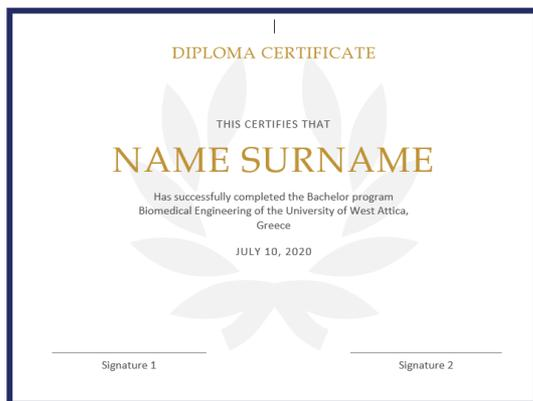 DIPLOMA CERTIFICATE
THIS CERTIFIES THAT
NAME SURNAME
Has successfully completed the Bachelor program
Biomedical Engineering of the University of West Attica,
Greece
JULY 10, 2020
Signature 1
Signature 2